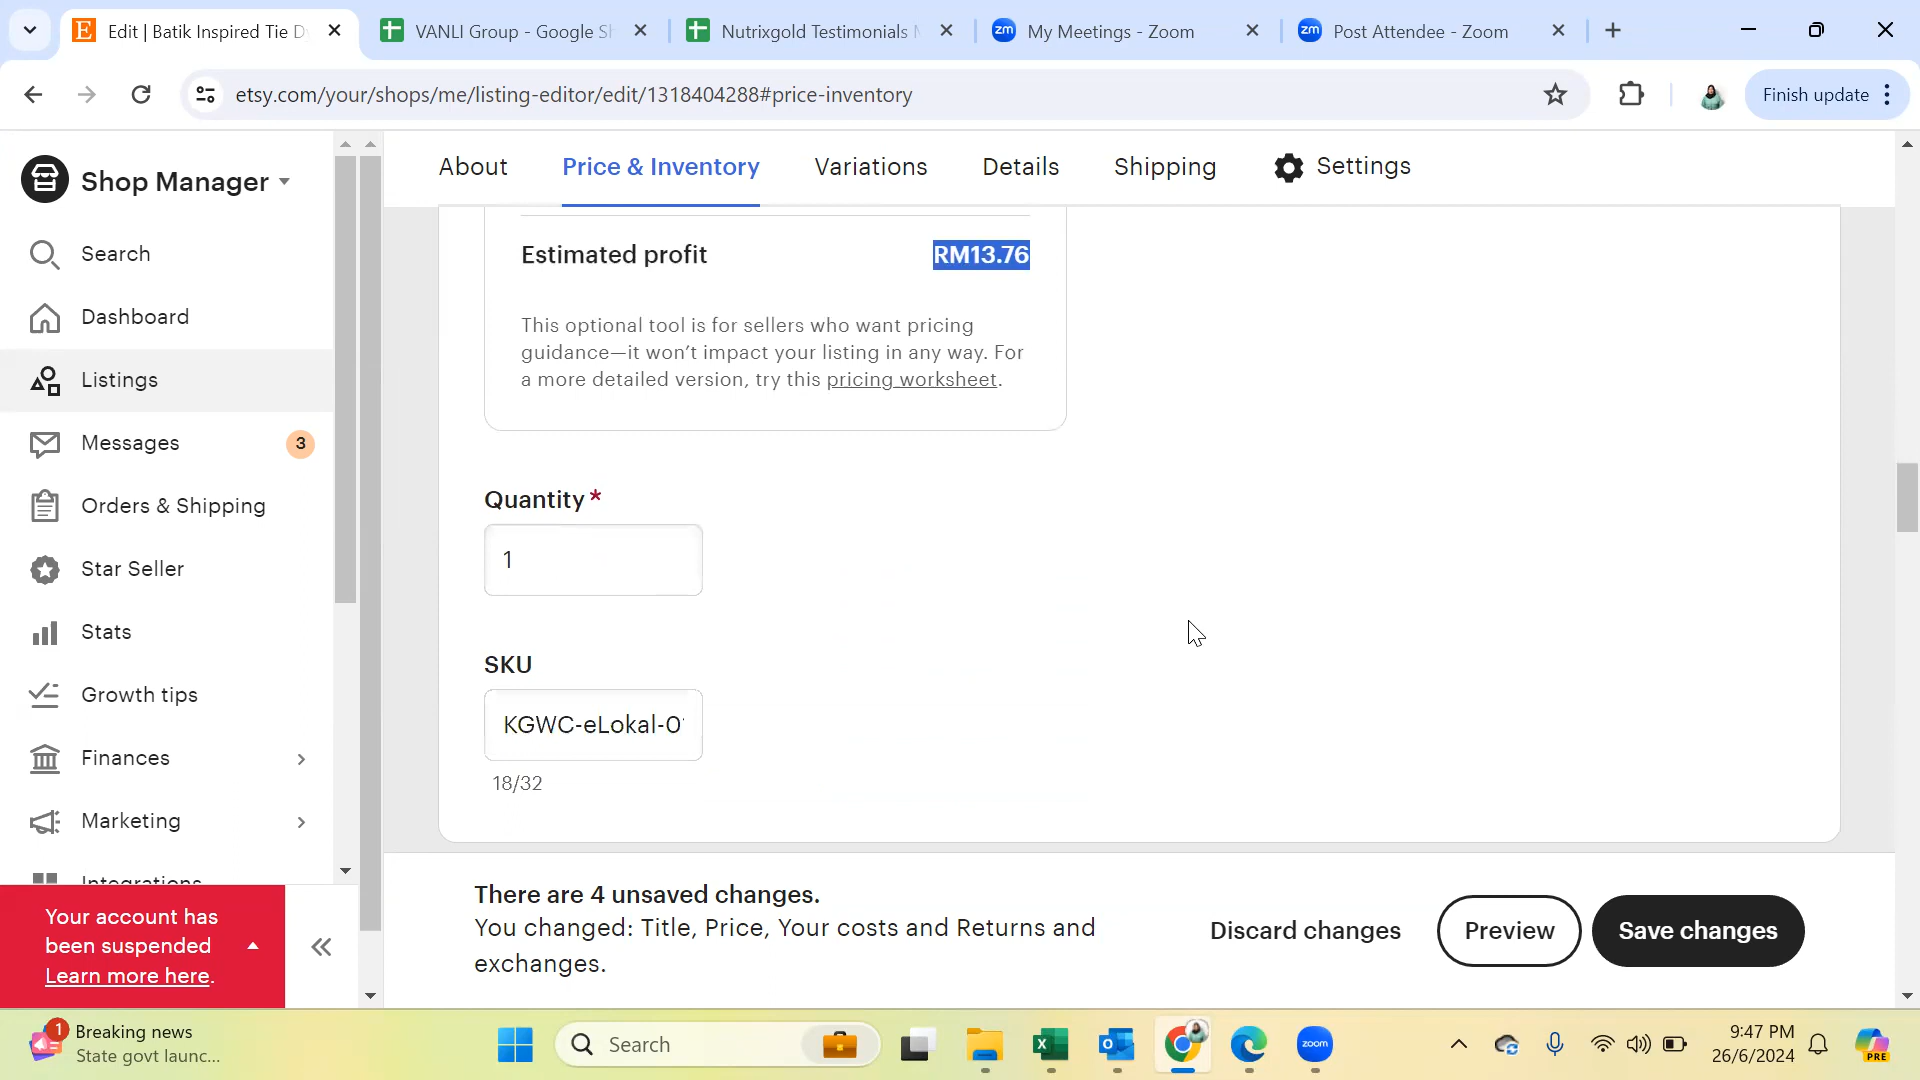 Edit | Batik Inspired Tie D
VANLI Group - Google Sh
Nutrixgold Testimonials
My Meetings - Zoom
Post Attendee - Zoom
etsy.com/your/shops/me/listing-editor/edit/1318404288#price-inventory
Finish update
Shop Manager
About
Price & Inventory
Variations
Details
Shipping
Settings
Search
Dashboard
Listings
Messages
3
Orders & Shipping
Star Seller
Stats
Growth tips
Finances
Marketing
Integrations
Estimated profit
RM13.76
This optional tool is for sellers who want pricing
guidance—it won't impact your listing in any way. For
a more detailed version, try this pricing worksheet.
Quantity *
1
SKU
KGWC-eLokal-0
18/32
Your account has
been suspended
Learn more here.
There are 4 unsaved changes.
You changed: Title, Price, Your costs and Returns and
exchanges.
Discard changes
Preview
Save changes
1
Breaking news
State govt launc...
Search
zoom
9:47 PM
26/6/2024
PRE